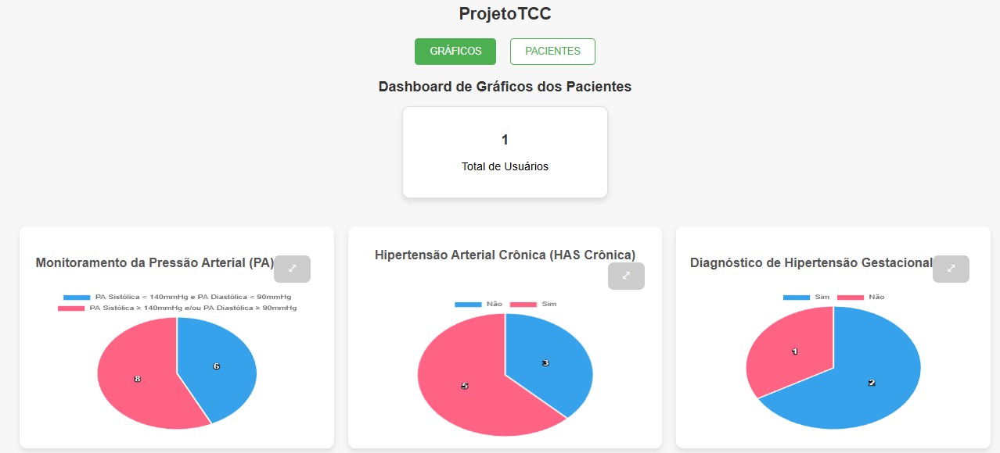 ProjetoTCC
GRÁFICOS PACIENTES
Dashboard de Gráficos dos Pacientes
1
Total de Usuários
Monitoramento da Pressão Arterial (PA)
PA Sistólica < 140mmHg e PA Diastólica < 90mmHg
PA Sistólica ≥ 140mmHg e/ou PA Diastólica ≥ 90mmHg
6
8
Hipertensão Arterial Crônica (HAS Crônica)
Não Sim
3
5
Diagnóstico de Hipertensão Gestacional
Sim Não
1
2